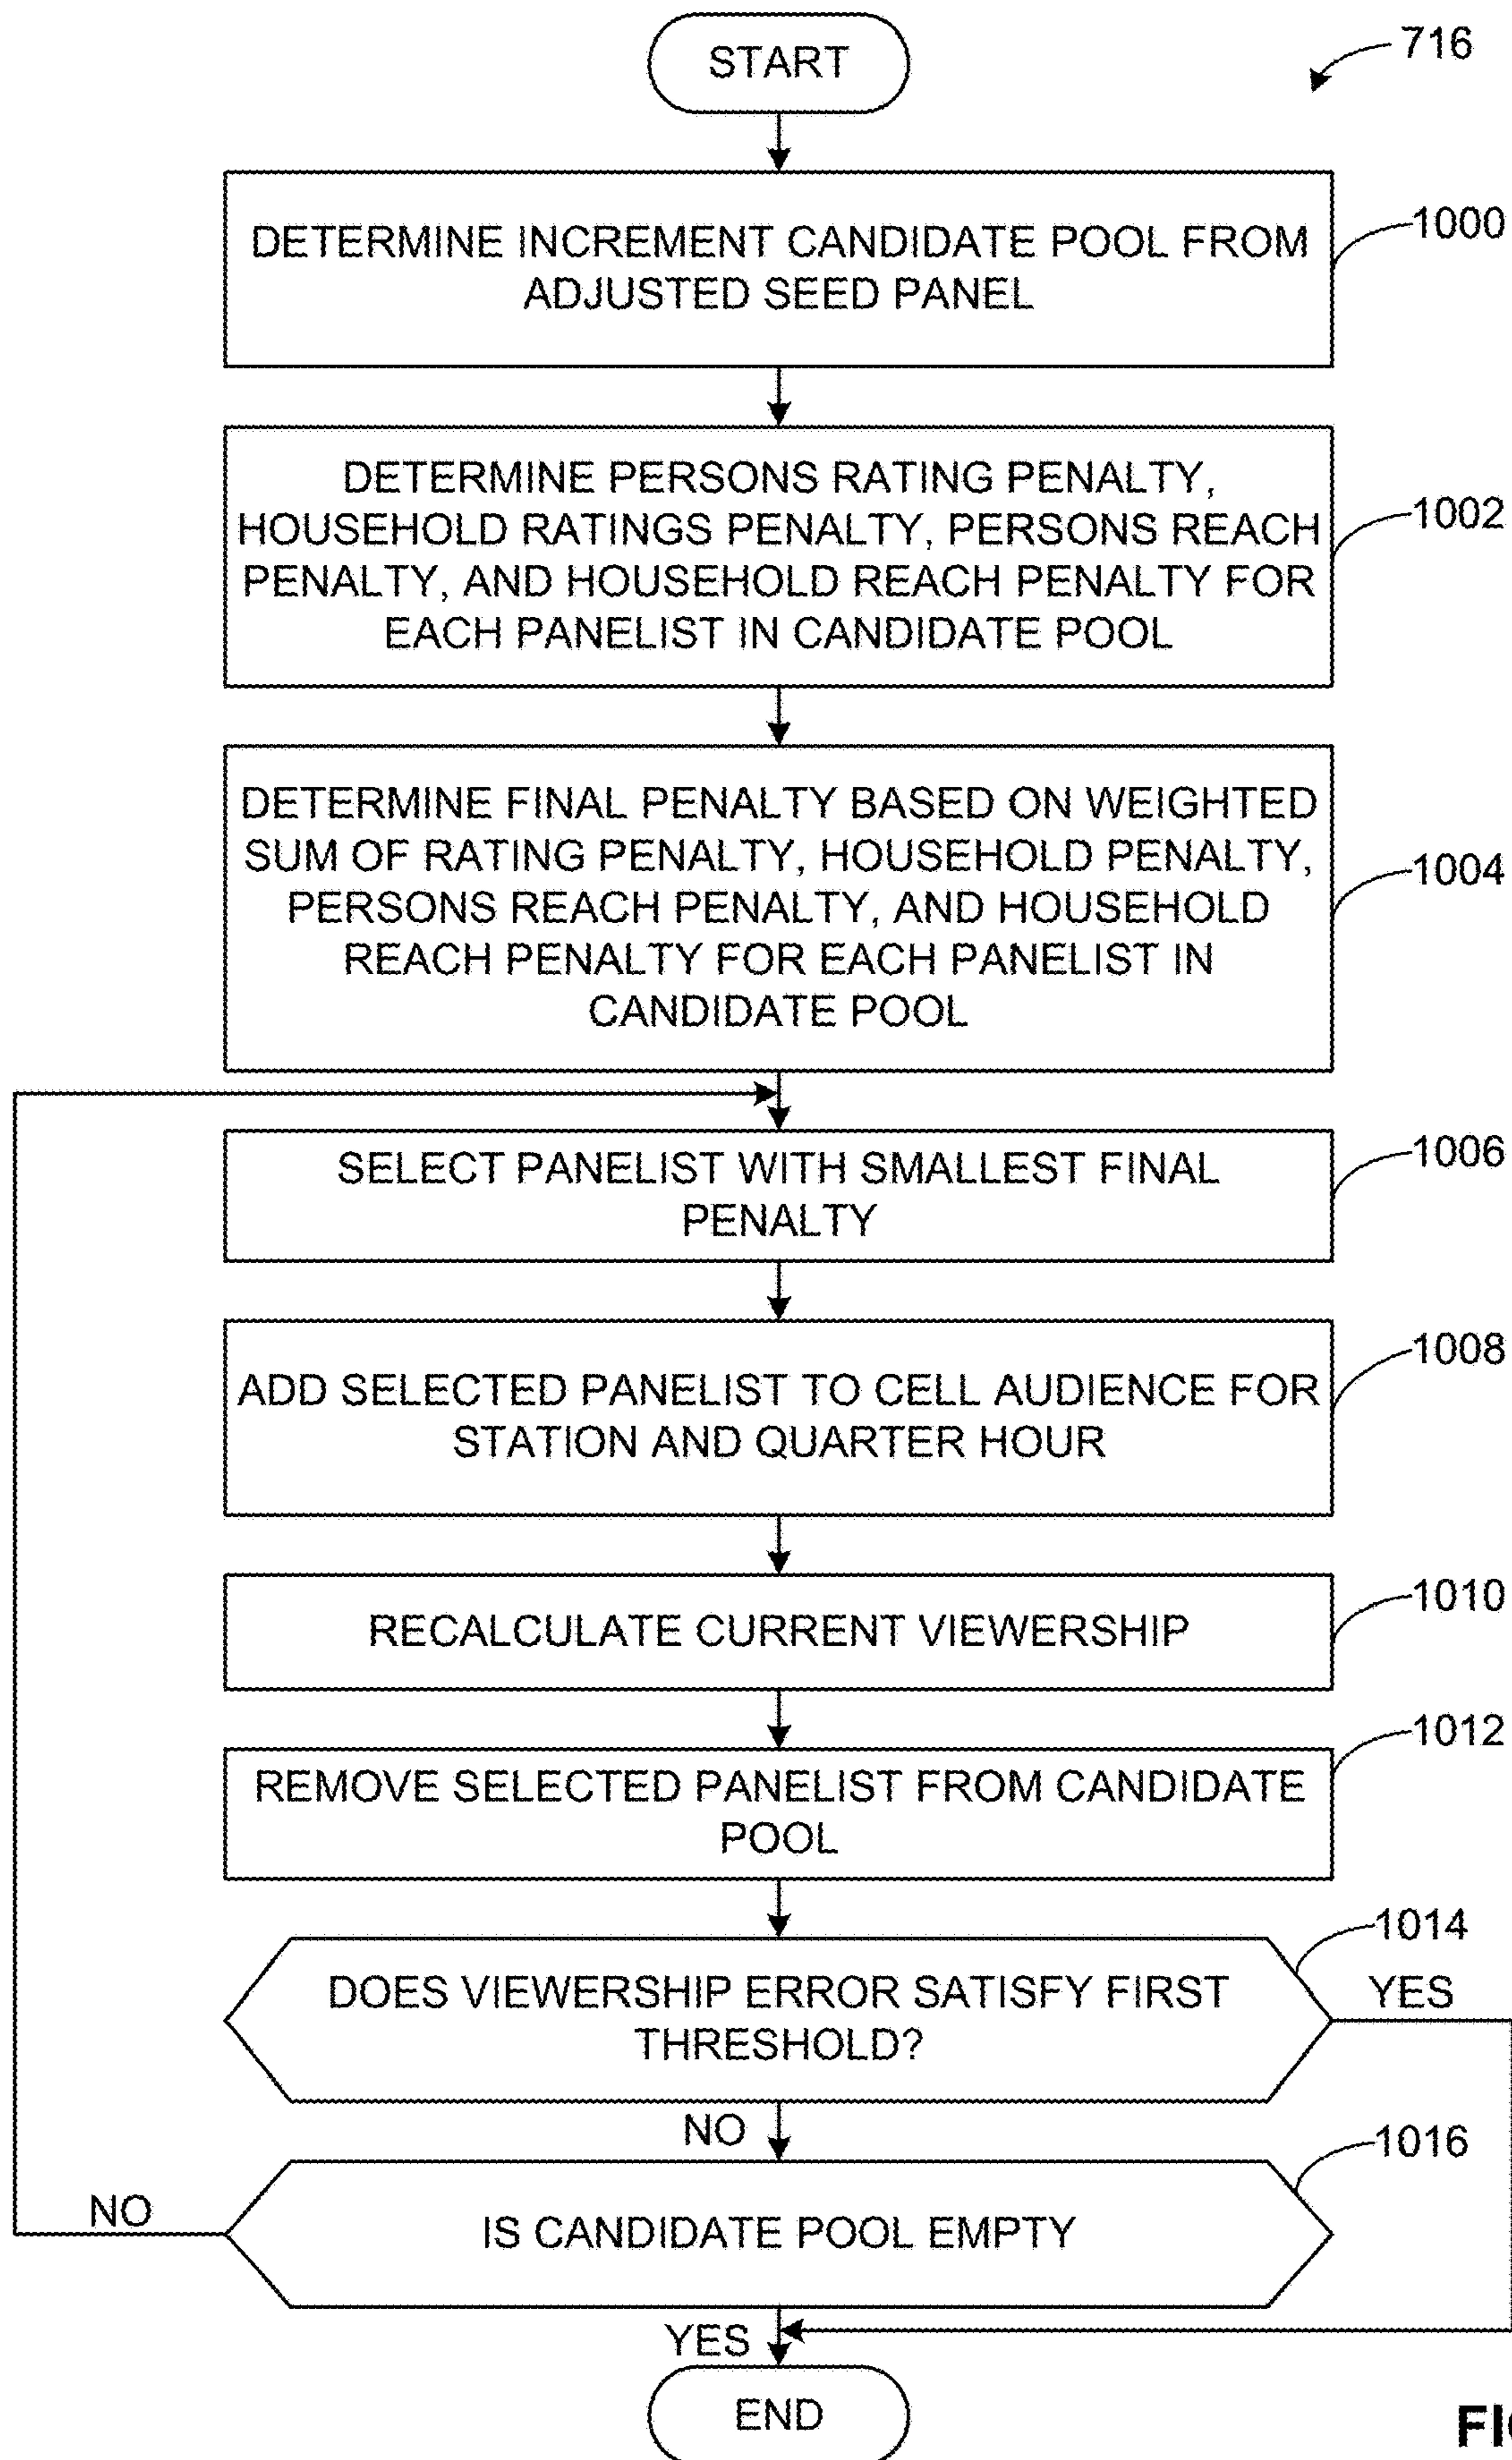 START
716
DETERMINE INCREMENT CANDIDATE POOL FROM
ADJUSTED SEED PANEL
1000
DETERMINE PERSONS RATING PENALTY,
HOUSEHOLD RATINGS PENALTY, PERSONS REACH
PENALTY, AND HOUSEHOLD REACH PENALTY FOR
EACH PANELIST IN CANDIDATE POOL
1002
DETERMINE FINAL PENALTY BASED ON WEIGHTED
SUM OF RATING PENALTY, HOUSEHOLD PENALTY,
PERSONS REACH PENALTY, AND HOUSEHOLD
REACH PENALTY FOR EACH PANELIST IN
CANDIDATE POOL
1004
SELECT PANELIST WITH SMALLEST FINAL
PENALTY
1006
ADD SELECTED PANELIST TO CELL AUDIENCE FOR
STATION AND QUARTER HOUR
1008
RECALCULATE CURRENT VIEWERSHIP
1010
REMOVE SELECTED PANELIST FROM CANDIDATE
POOL
1012
DOES VIEWERSHIP ERROR SATISFY FIRST
THRESHOLD?
1014
YES
NO
IS CANDIDATE POOL EMPTY
1016
NO
YES
END